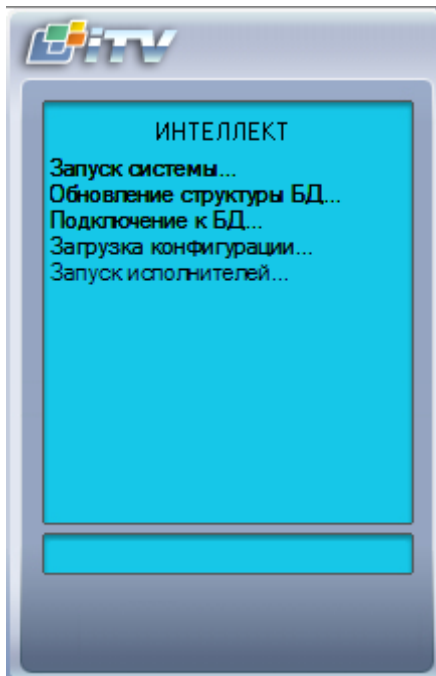 iTV
ИНТЕЛЛЕКТ
Запуск системы...
Обновление структуры БД...
Подключение к БД...
Загрузка конфигурации...
Запуск исполнителей...